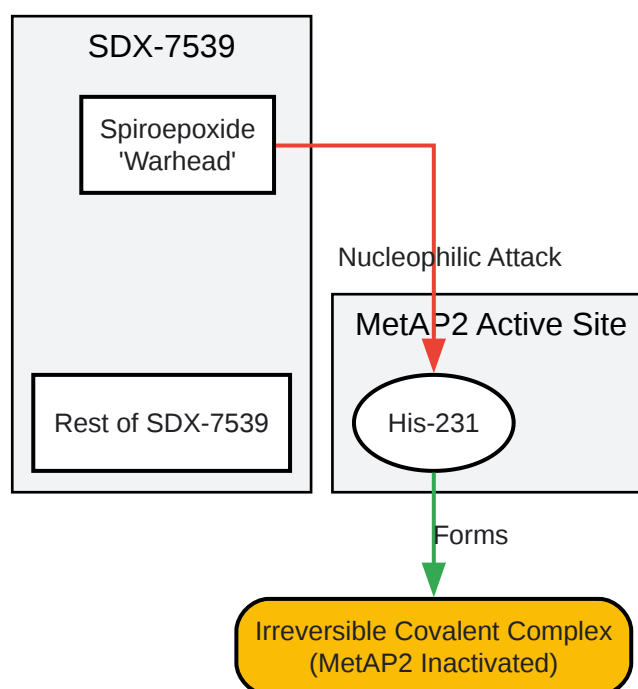 SDX-7539
Spiroepoxide
'Warhead'
Nucleophilic Attack
MetAP2 Active Site
Rest of SDX-7539
His-231
Forms
Irreversible Covalent Complex
(MetAP2 Inactivated)